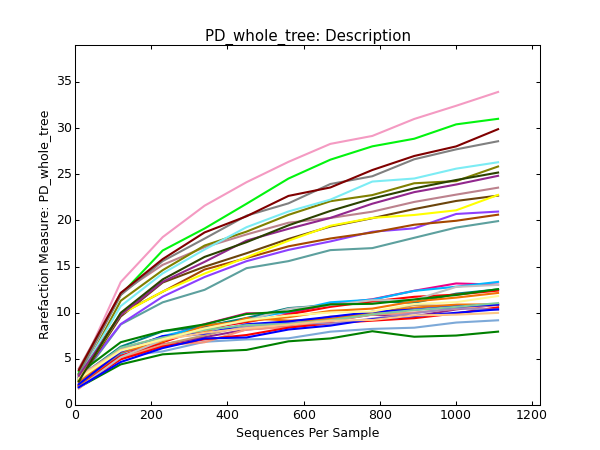 PD_whole_tree: Description
Rarefaction Measure: PD_whole_tree
35
30
25
20
15
10
5
0
0 200 400 600 800 1000 1200
Sequences Per Sample